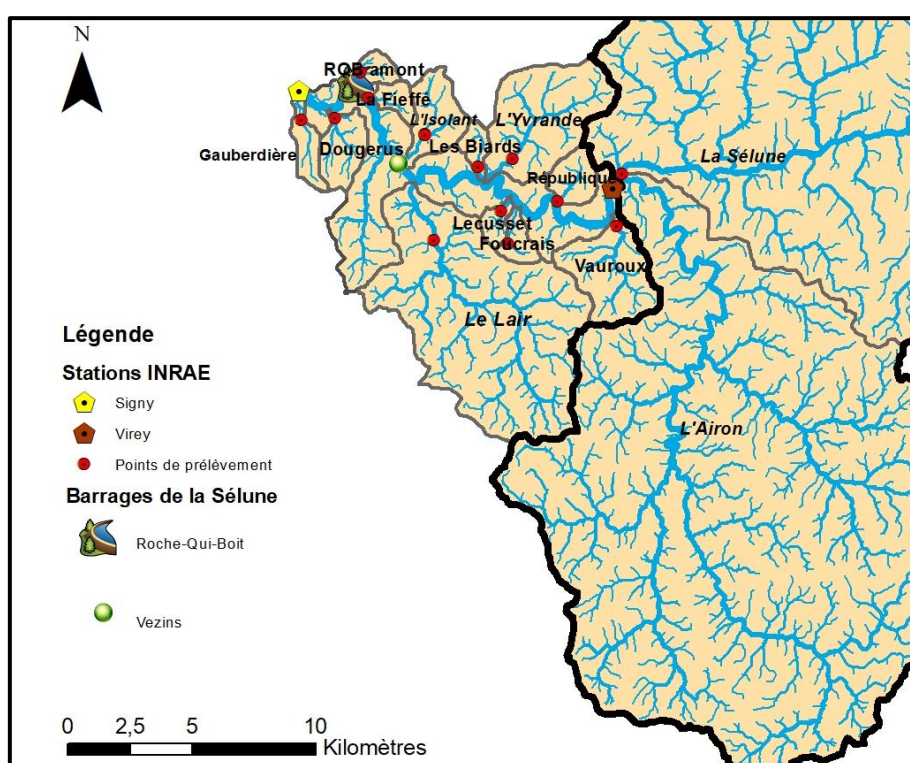 N
RQBramont
La Fieffé
L'Isolant
L'Yvrande
Gauberdière
Dougerus
Les Biards
La Sélune
République
Lecusset
Foucrais
Vauroux
Le Lair
L'Airon
Légende
Stations INRAE
Signy
Virey
Points de prélèvement
Barrages de la Sélune
Roche-Qui-Boit
Vezins
0 2,5 5 10
Kilomètres